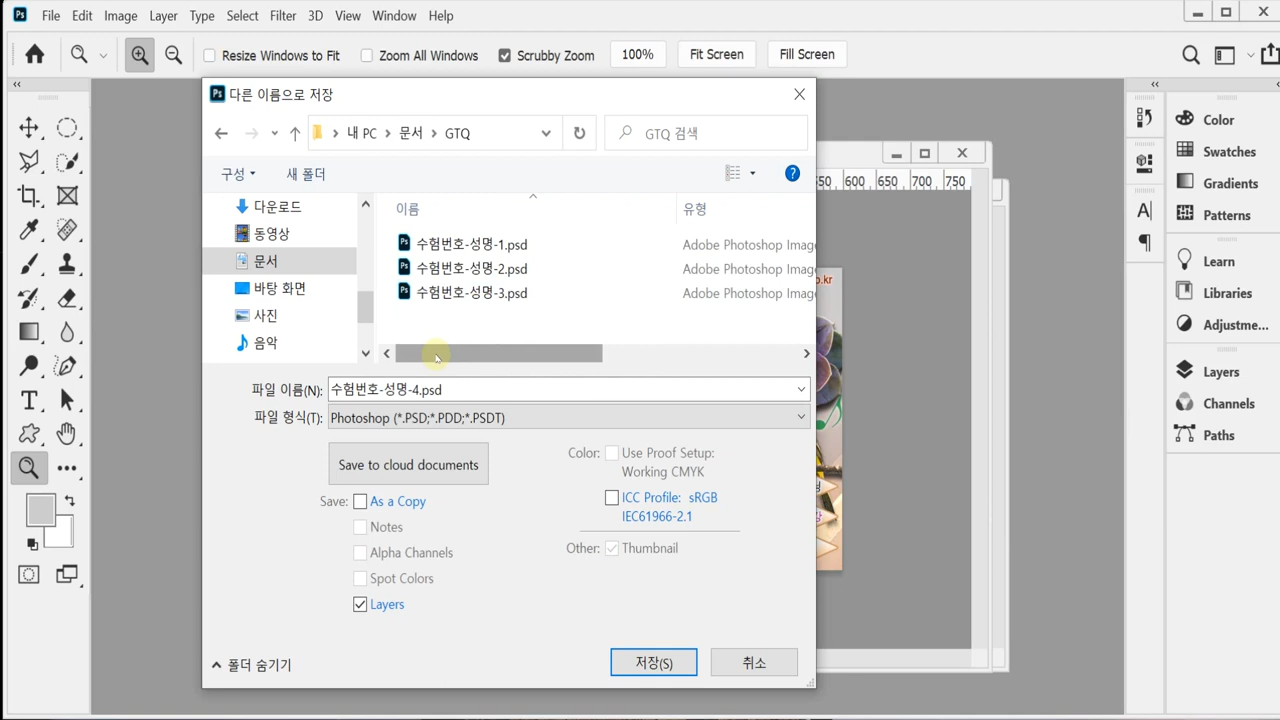 Ps File Edit Image Layer Type Select Filter 3D View Window Help
Resize Windows to Fit Zoom All Windows Scrubby Zoom 100% Fit Screen Fill Screen
Ps 다른 이름으로 저장
내 PC 문서 GTQ GTQ 검색
구성 새 폴더
다운로드
동영상
문서
바탕 화면
사진
음악
이름 유형
수험번호-성명-1.psd Adobe Photoshop Image
수험번호-성명-2.psd Adobe Photoshop Image
수험번호-성명-3.psd Adobe Photoshop Image
파일 이름(N): 수험번호-성명-4.psd
파일 형식(T): Photoshop (*.PSD;*.PDD;*.PSDT)
Save to cloud documents
Save: As a Copy
Notes
Alpha Channels
Spot Colors
Layers
Color: Use Proof Setup:
Working CMYK
ICC Profile: sRGB
IEC61966-2.1
Other: Thumbnail
폴더 숨기기
저장(S) 취소
600 650 700 750
Color
Swatches
Gradients
Patterns
Learn
Libraries
Adjustme...
Layers
Channels
Paths